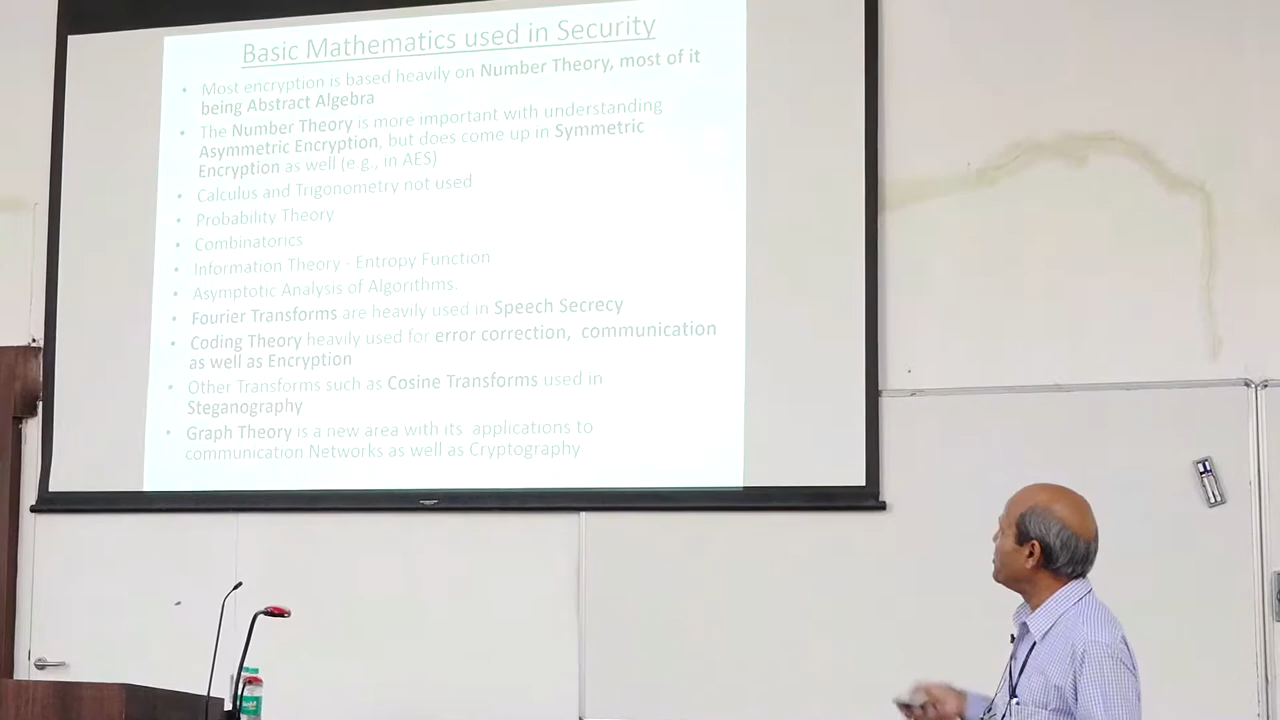 Basic Mathematics used in Security
• Most encryption is based heavily on Number Theory, most of it
being Abstract Algebra
• The Number Theory is more important with understanding
Asymmetric Encryption, but does come up in Symmetric
Encryption as well (e g., in AES)
• Calculus and Trigonometry not used
• Probability Theory
• Combinatorics
• Information Theory - Entropy Function
• Asymptotic Analysis of Algorithms.
• Fourier Transforms are heavily used in Speech Secrecy
• Coding Theory heavily used for error correction, communication
as well as Encryption
• Other Transforms such as Cosine Transforms used in
Steganography
• Graph Theory is a new area with its applications to
communication Networks as well as Cryptography